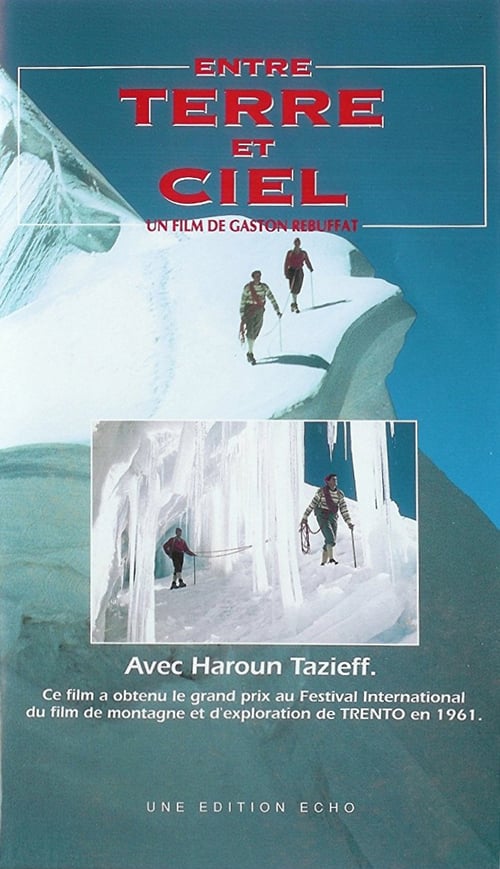 ENTRE
TERRE
ET
CIEL
UN FILM DE GASTON REBUFFAT
Avec Haroun Tazieff.
Ce film a obtenu le grand prix au Festival International
du film de montagne et d'exploration de TRENTO en 1961.
UNE EDITION ECHO